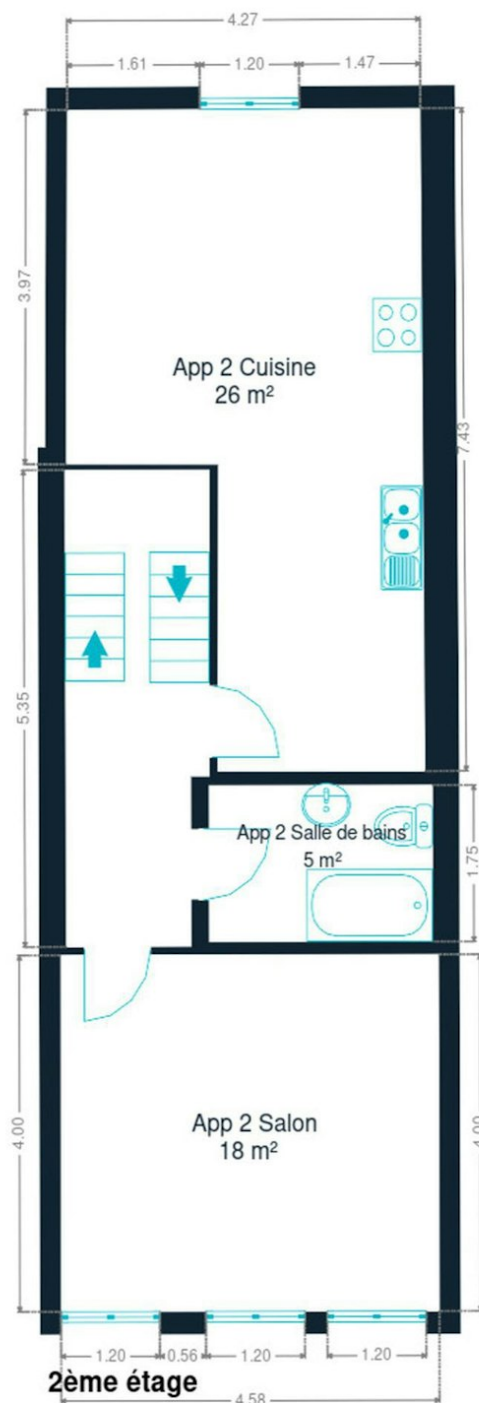 4.27
1.61
1.20
1.47
3.97
App 2 Cuisine
26 m²
7.43
5.35
App 2 Salle de bains
5 m²
1.75
4.00
App 2 Salon
18 m²
4.00
1.20
0.56
1.20
1.20
2ème étage
4.58